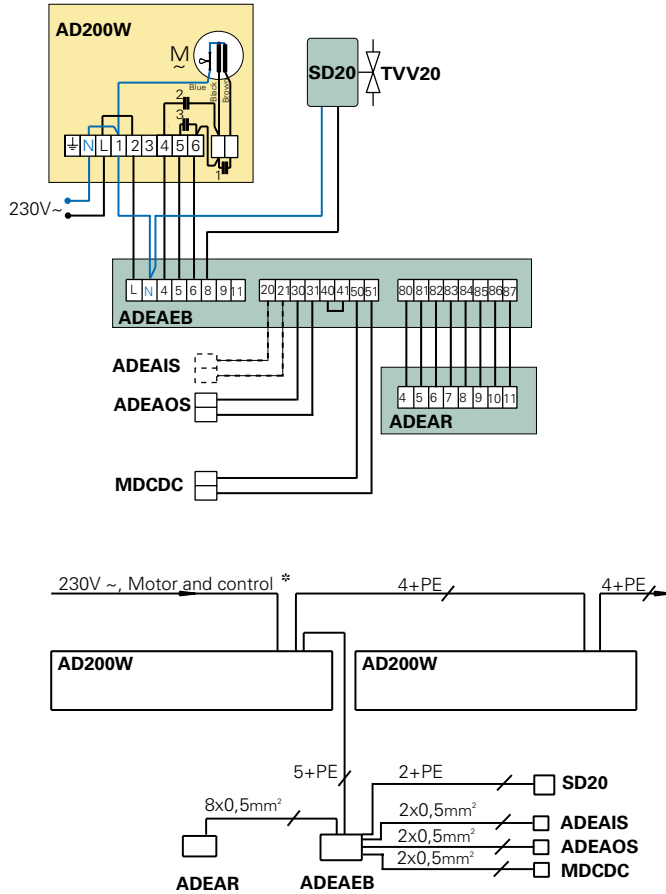 AD200W
M
~
Blue
Black
Brown
2
3
N L 1 2 3 4 5 6
1
230V~
SD20
TVV20
L N 4 5 6 8 9 11
20 21 30 31 40 41 50 51
80 81 82 83 84 85 86 87
ADEAEB
ADEAIS
ADEAOS
4 5 6 7 8 9 10 11
ADEAR
MDCDC
230V ~, Motor and control *
4+PE
4+PE
AD200W
AD200W
5+PE
2+PE
SD20
8x0,5mm²
2x0,5mm²
ADEAIS
2x0,5mm²
ADEAOS
2x0,5mm²
MDCDC
ADEAR
ADEAEB